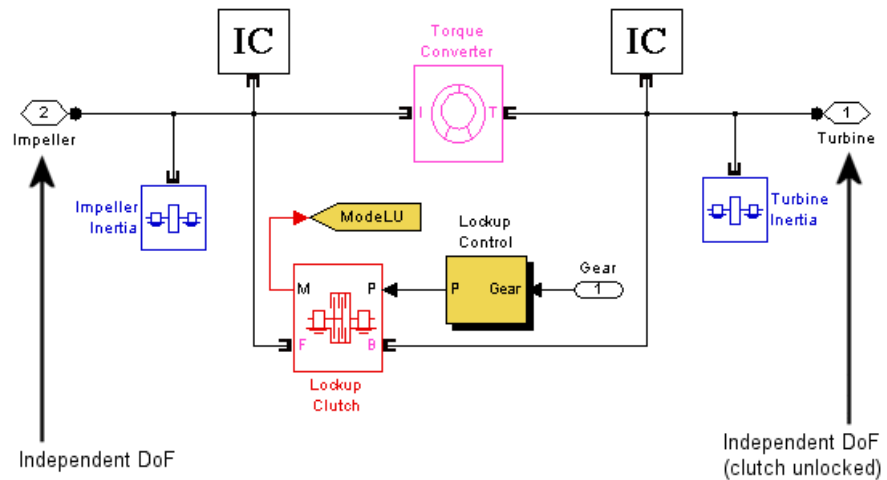 IC
IC
Torque
Converter
I
T
2
Impeller
1
Turbine
Impeller
Inertia
Turbine
Inertia
ModeLU
Lockup
Control
P
Gear
Gear
1
M
P
F
B
Lockup
Clutch
Independent DoF
Independent DoF
(clutch unlocked)